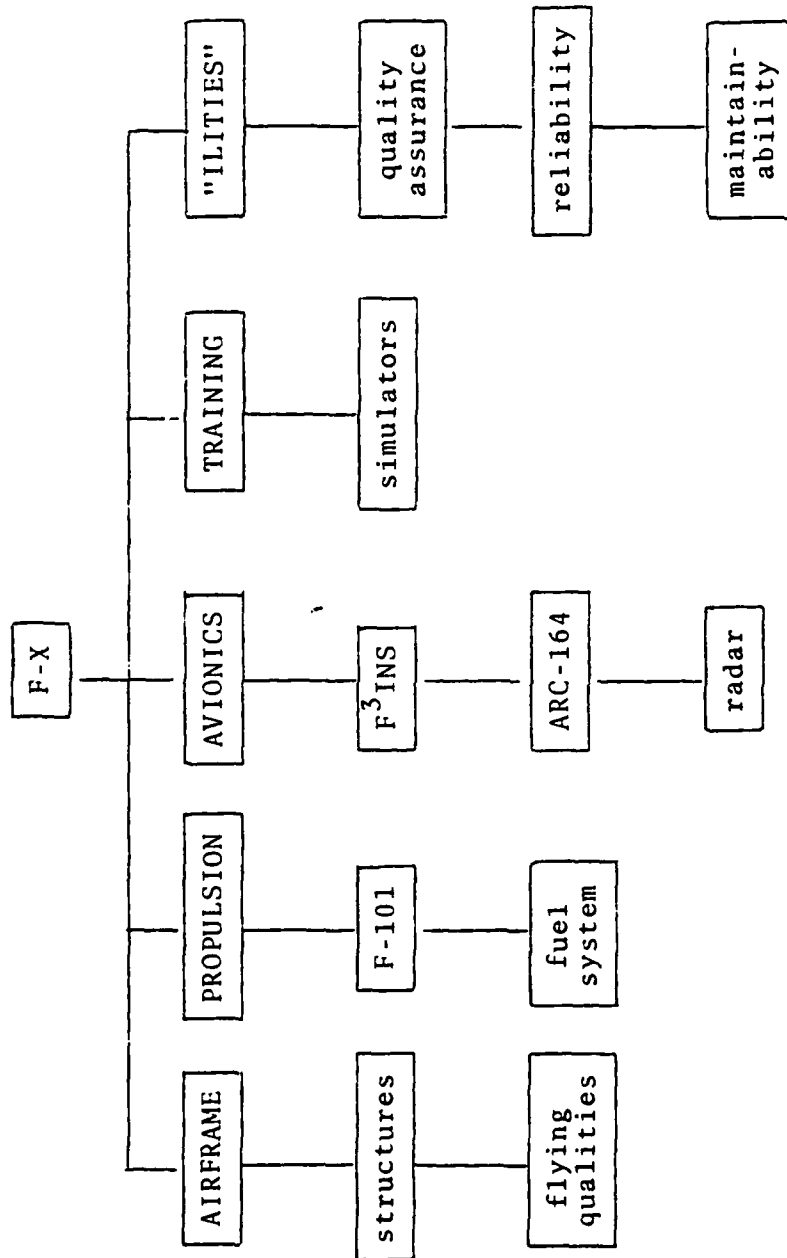 F-X
AIRFRAME
PROPULSION
AVIONICS
TRAINING
"ILITIES"
structures
F-101
F³INS
simulators
quality
assurance
flying
qualities
fuel
system
ARC-164
reliability
radar
maintain-
ability